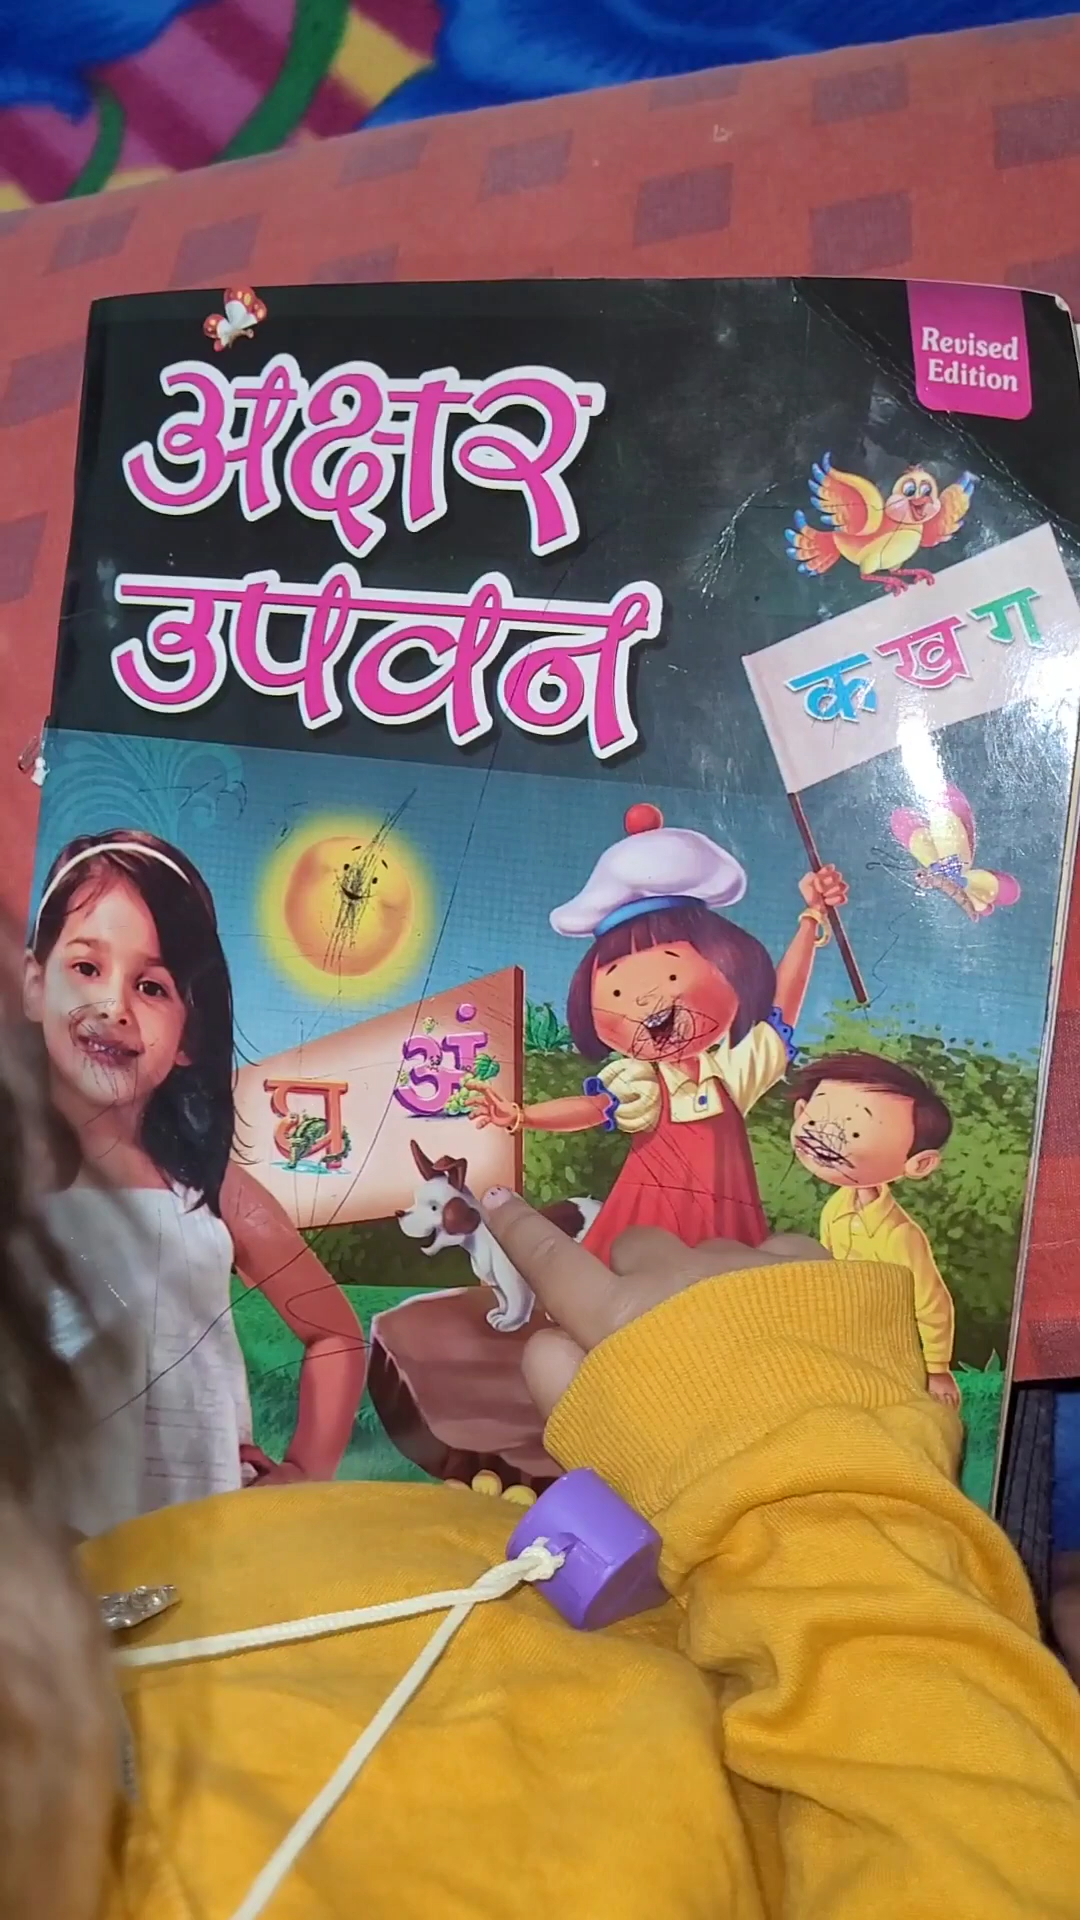 Revised
Edition
अक्षर
उपवन
क ख ग
घ
अं